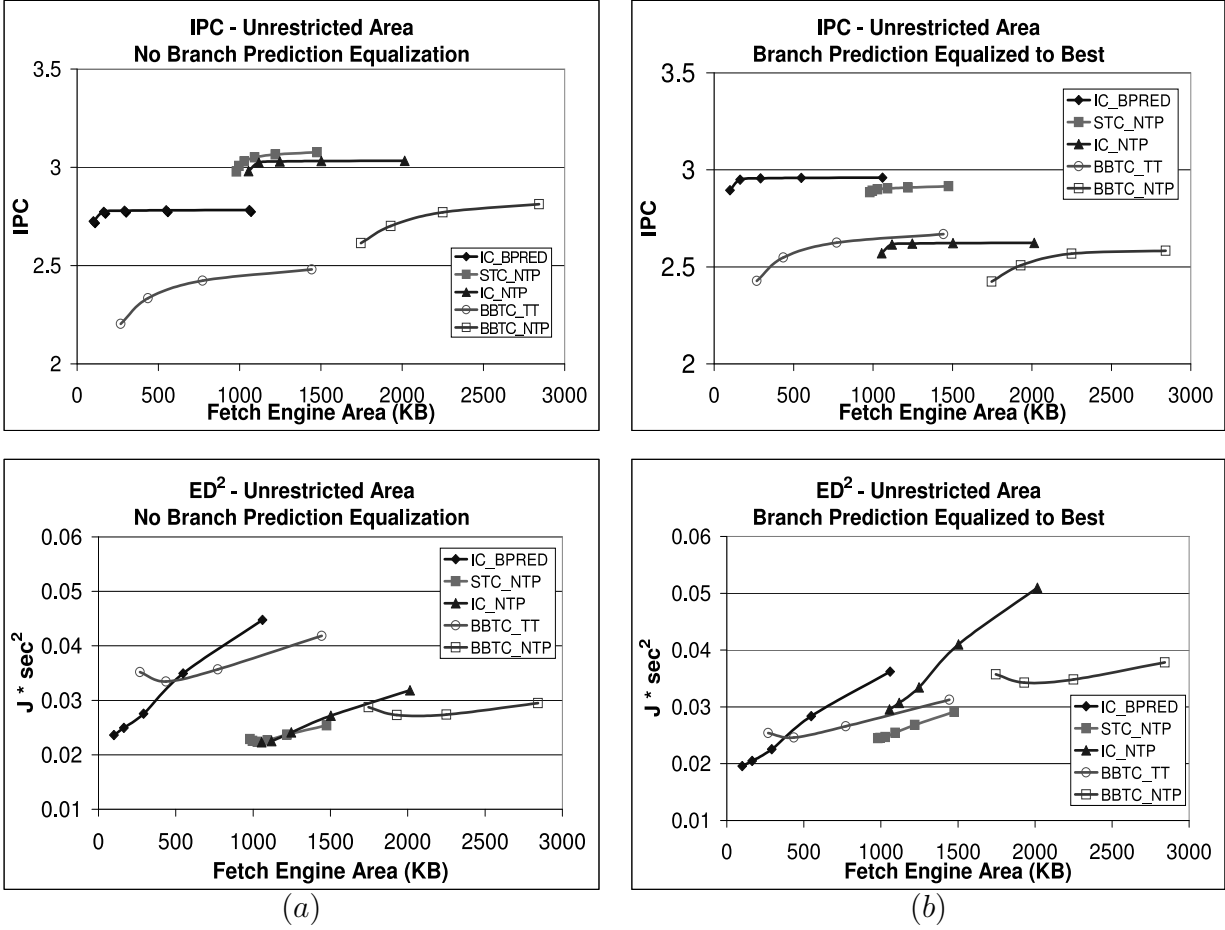 IPC - Unrestricted Area
No Branch Prediction Equalization
3.5
3
2.5
2
IPC
0 500 1000 1500 2000 2500 3000
Fetch Engine Area (KB)
IC_BPRED
STC_NTP
IC_NTP
BBTC_TT
BBTC_NTP
IPC - Unrestricted Area
Branch Prediction Equalized to Best
3.5
3
2.5
2
IPC
0 500 1000 1500 2000 2500 3000
Fetch Engine Area (KB)
IC_BPRED
STC_NTP
IC_NTP
BBTC_TT
BBTC_NTP
ED² - Unrestricted Area
No Branch Prediction Equalization
0.06
0.05
0.04
0.03
0.02
0.01
J * sec²
0 500 1000 1500 2000 2500 3000
Fetch Engine Area (KB)
IC_BPRED
STC_NTP
IC_NTP
BBTC_TT
BBTC_NTP
(a)
ED² - Unrestricted Area
Branch Prediction Equalized to Best
0.06
0.05
0.04
0.03
0.02
0.01
J * sec²
0 500 1000 1500 2000 2500 3000
Fetch Engine Area (KB)
IC_BPRED
STC_NTP
IC_NTP
BBTC_TT
BBTC_NTP
(b)